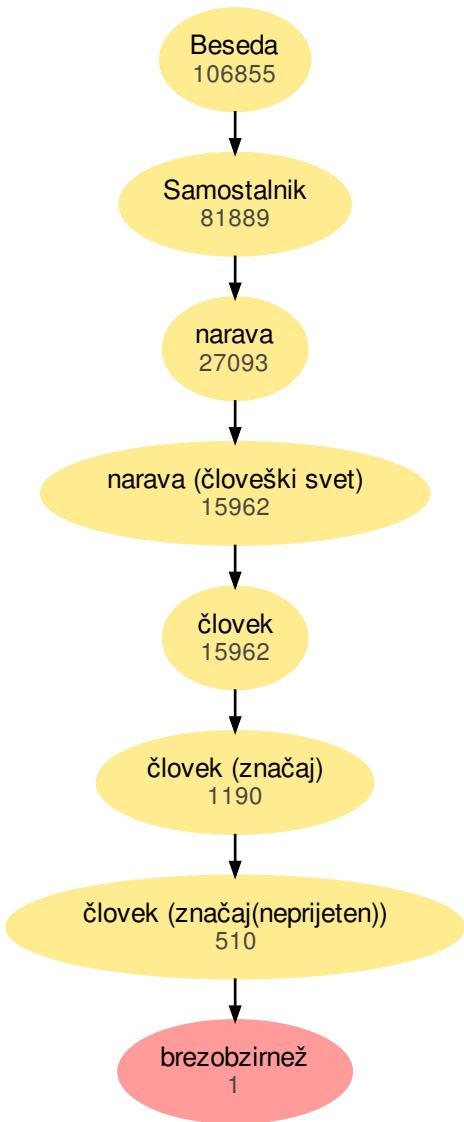 Beseda
106855
Samostalnik
81889
narava
27093
narava (človeški svet)
15962
človek
15962
človek (značaj)
1190
človek (značaj(neprijeten))
510
brezobzirnež
1